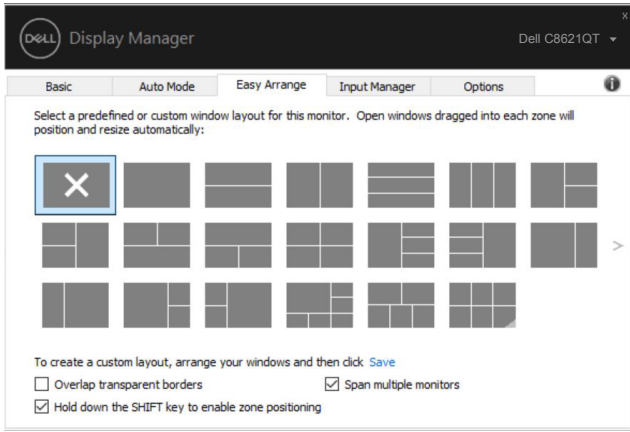 x
DELL Display Manager Dell C8621QT
Basic Auto Mode Easy Arrange Input Manager Options i
Select a predefined or custom window layout for this monitor. Open windows dragged into each zone will
position and resize automatically:
>
To create a custom layout, arrange your windows and then click Save
Overlap transparent borders Span multiple monitors
Hold down the SHIFT key to enable zone positioning